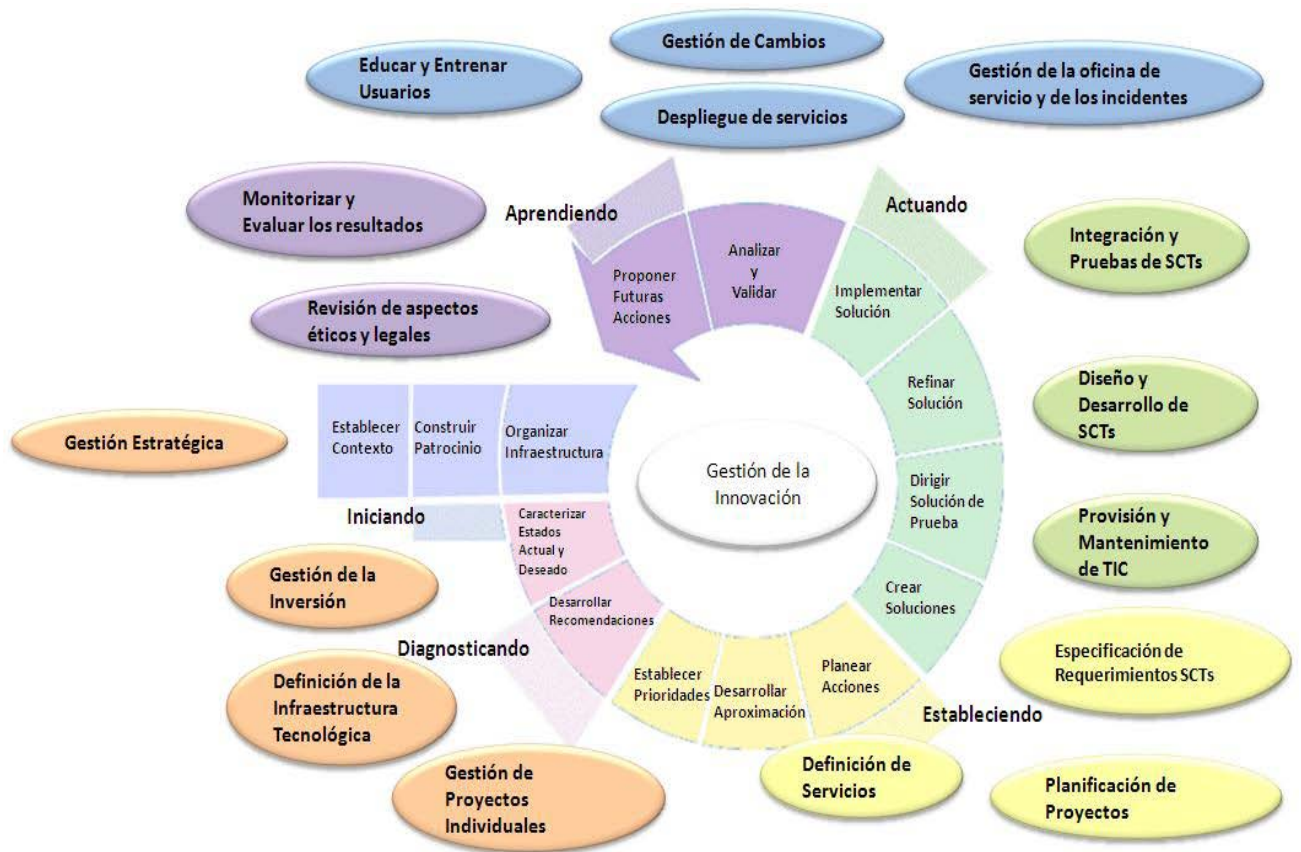 Gestión de Cambios
Educar y Entrenar
Usuarios
Gestión de la oficina de
servicio y de los incidentes
Despliegue de servicios
Monitorizar y
Evaluar los resultados
Aprendiendo
Actuando
Integración y
Pruebas de SCTs
Analizar
y
Validar
Proponer
Futuras
Acciones
Implementar
Solución
Revisión de aspectos
éticos y legales
Refinar
Solución
Diseño y
Desarrollo de
SCTs
Gestión Estratégica
Establecer
Contexto
Construir
Patrocinio
Organizar
Infraestructura
Gestión de la
Innovación
Dirigir
Solución de
Prueba
Iniciando
Caracterizar
Estados
Actual y
Deseado
Provisión y
Mantenimiento
de TIC
Gestión de la
Inversión
Desarrollar
Recomendaciones
Crear
Soluciones
Diagnosticando
Establecer
Prioridades
Desarrollar
Aproximación
Planear
Acciones
Especificación de
Requerimientos SCTs
Estableciendo
Definición de la
Infraestructura
Tecnológica
Gestión de
Proyectos
Individuales
Definición de
Servicios
Planificación de
Proyectos